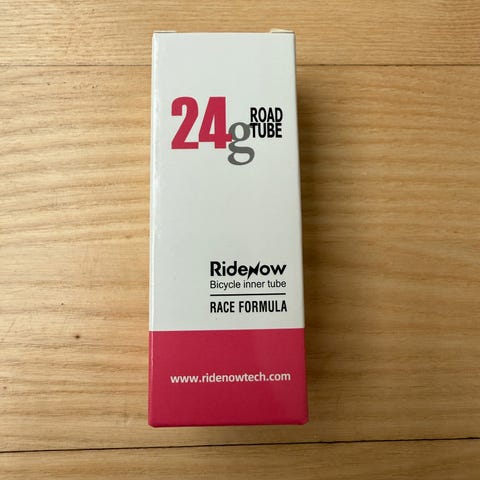 24g ROAD
TUBE
RideNow
Bicycle inner tube
RACE FORMULA
www.ridenowtech.com